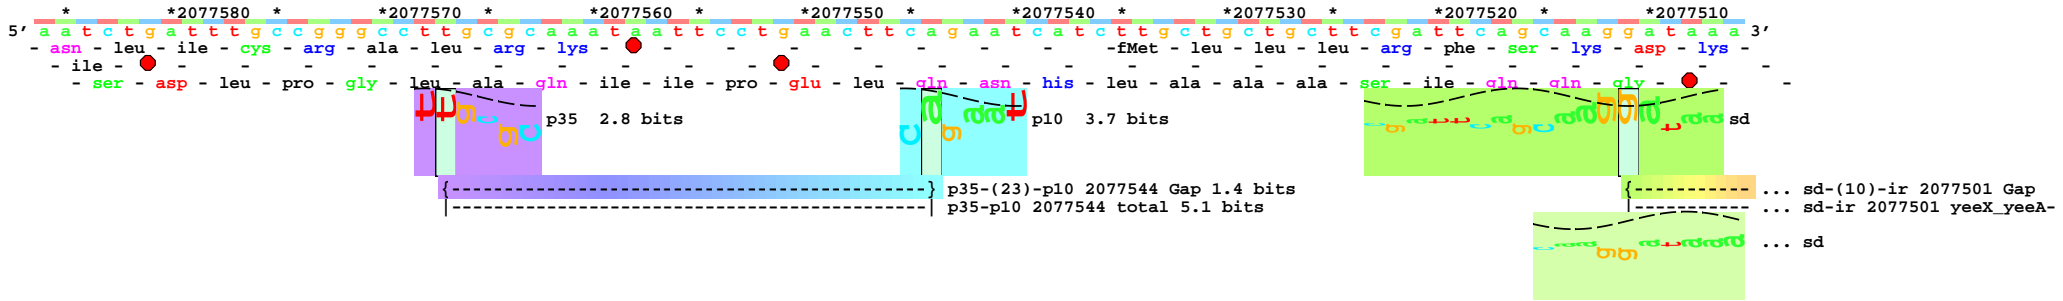 * *2077580 * *2077570 * *2077560 * *2077550 * *2077540 * *2077530 * *2077520 * *2077510
5' a a t c t g a t t t g c c g g g c c t t g c g c a a a t a a t t c c t g a a c t t c a g a a t c a t c t t g c t g c t g c t t c g a t t c a g c a a g g a t a a a 3'
- asn - leu - ile - cys - arg - ala - leu - arg - lys - - - - - - - - fMet - leu - leu - leu - arg - phe - ser - lys - asp - lys -
- ile - - - - - - - - - - - - - - - - - - - - - - - - -
- ser - asp - leu - pro - gly - leu - ala - gln - ile - ile - pro - glu - leu - gln - asn - his - leu - ala - ala - ala - ser - ile - gln - gln - gly - - -
t t g c g c p35 2.8 bits c a g a a t p10 3.7 bits c g a t t c a g c a a g g a t a a sd
{-----------------------} p35-(23)-p10 2077544 Gap 1.4 bits {----------- ... sd-(10)-ir 2077501 Gap
|-----------------------| p35-p10 2077544 total 5.1 bits |----------- ... sd-ir 2077501 yeeX_yeeA-
c a a g g a t a a a ... sd